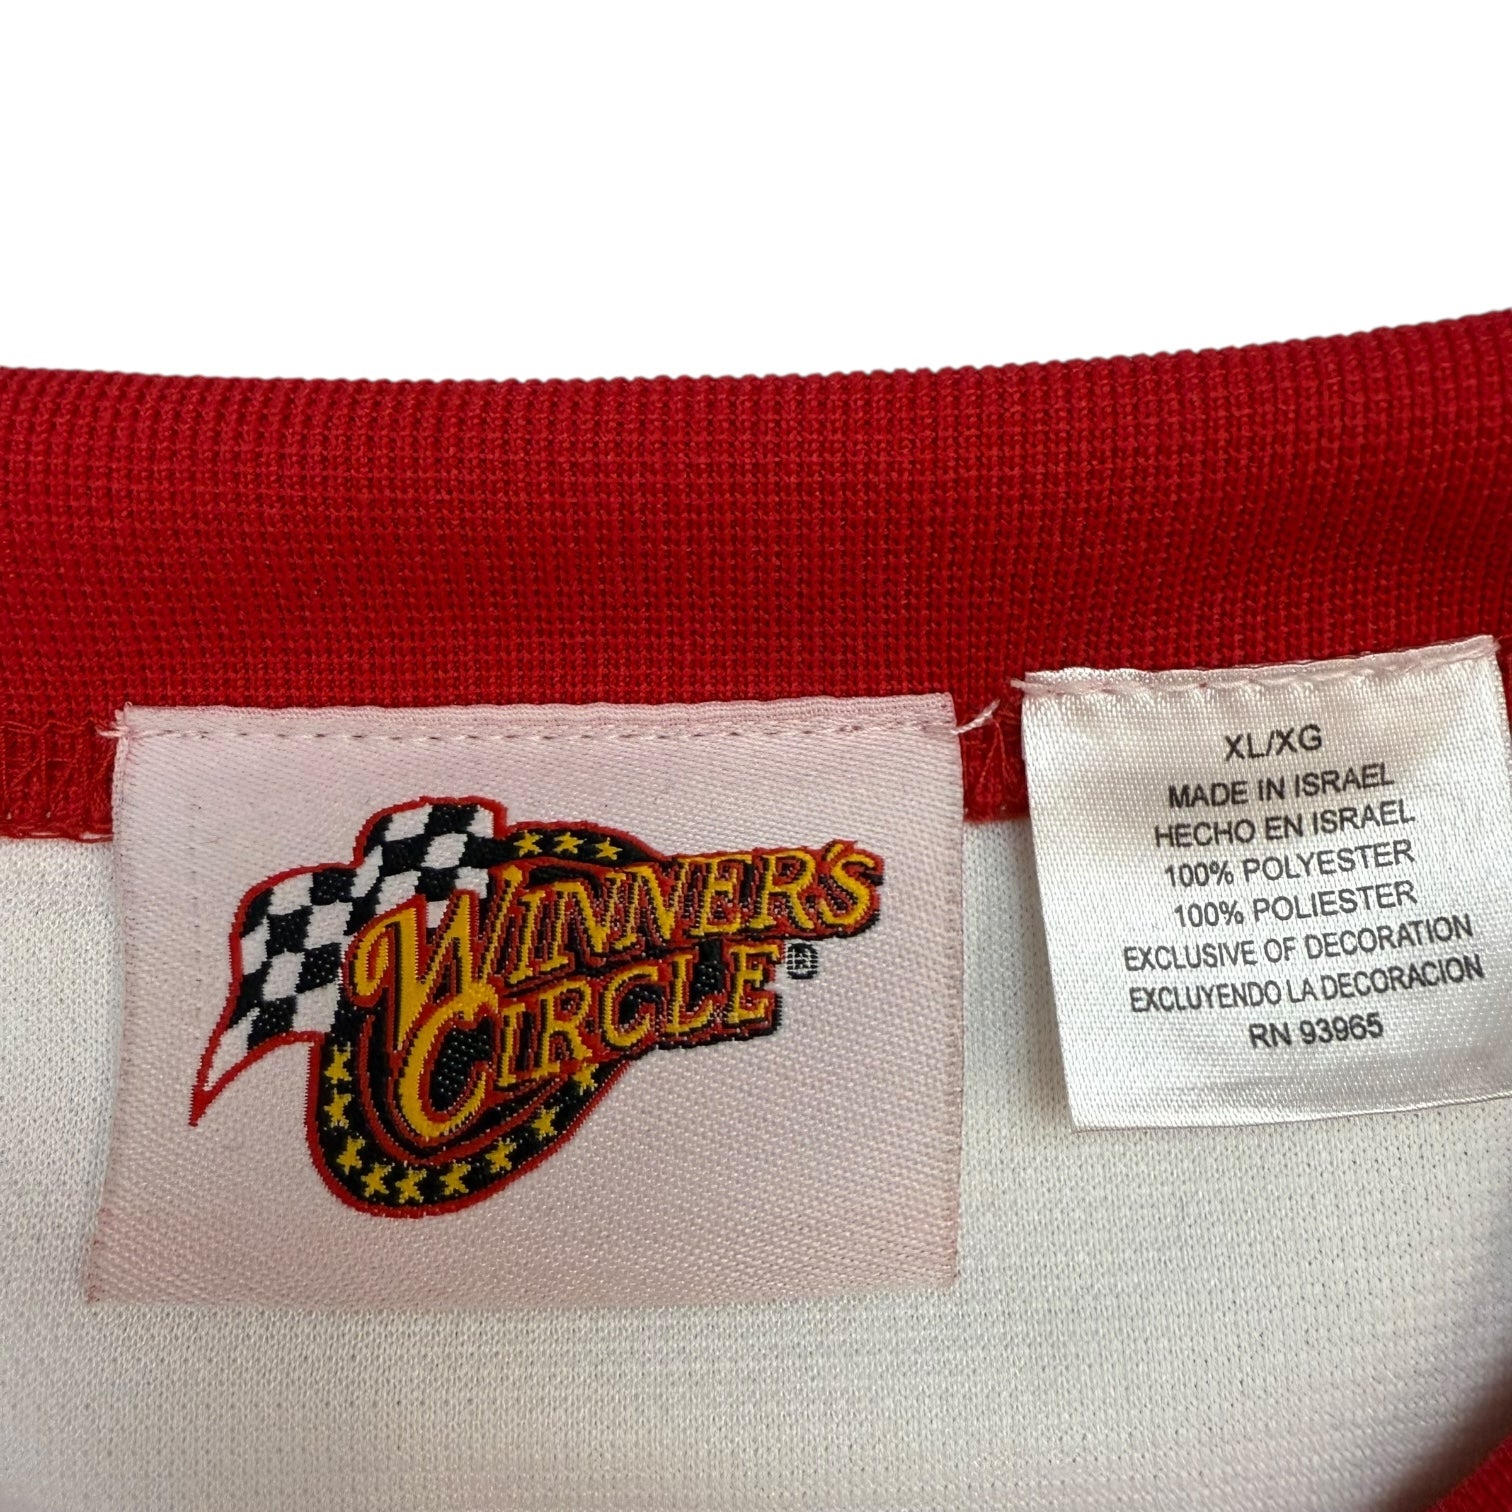 WINNER'S
CIRCLE®
XL/XG
MADE IN ISRAEL
HECHO EN ISRAEL
100% POLYESTER
100% POLIESTER
EXCLUSIVE OF DECORATION
EXCLUYENDO LA DECORACION
RN 93965